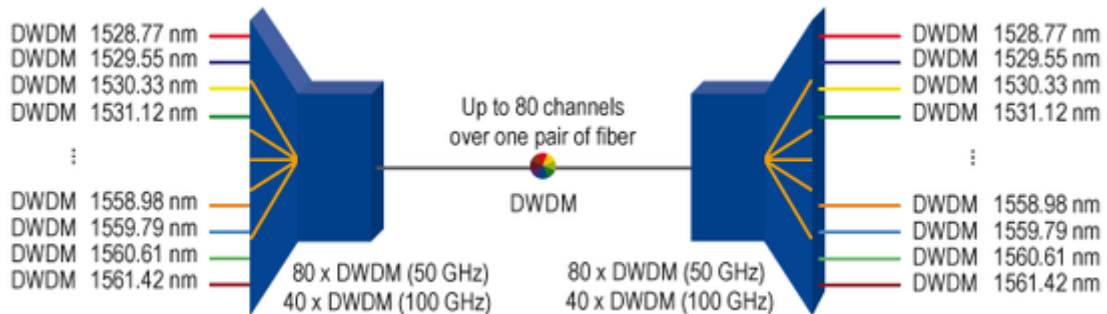 DWDM 1528.77 nm
DWDM 1529.55 nm
DWDM 1530.33 nm
DWDM 1531.12 nm
...
DWDM 1558.98 nm
DWDM 1559.79 nm
DWDM 1560.61 nm
DWDM 1561.42 nm
Up to 80 channels
over one pair of fiber
DWDM
80 x DWDM (50 GHz)
40 x DWDM (100 GHz)
80 x DWDM (50 GHz)
40 x DWDM (100 GHz)
DWDM 1528.77 nm
DWDM 1529.55 nm
DWDM 1530.33 nm
DWDM 1531.12 nm
...
DWDM 1558.98 nm
DWDM 1559.79 nm
DWDM 1560.61 nm
DWDM 1561.42 nm